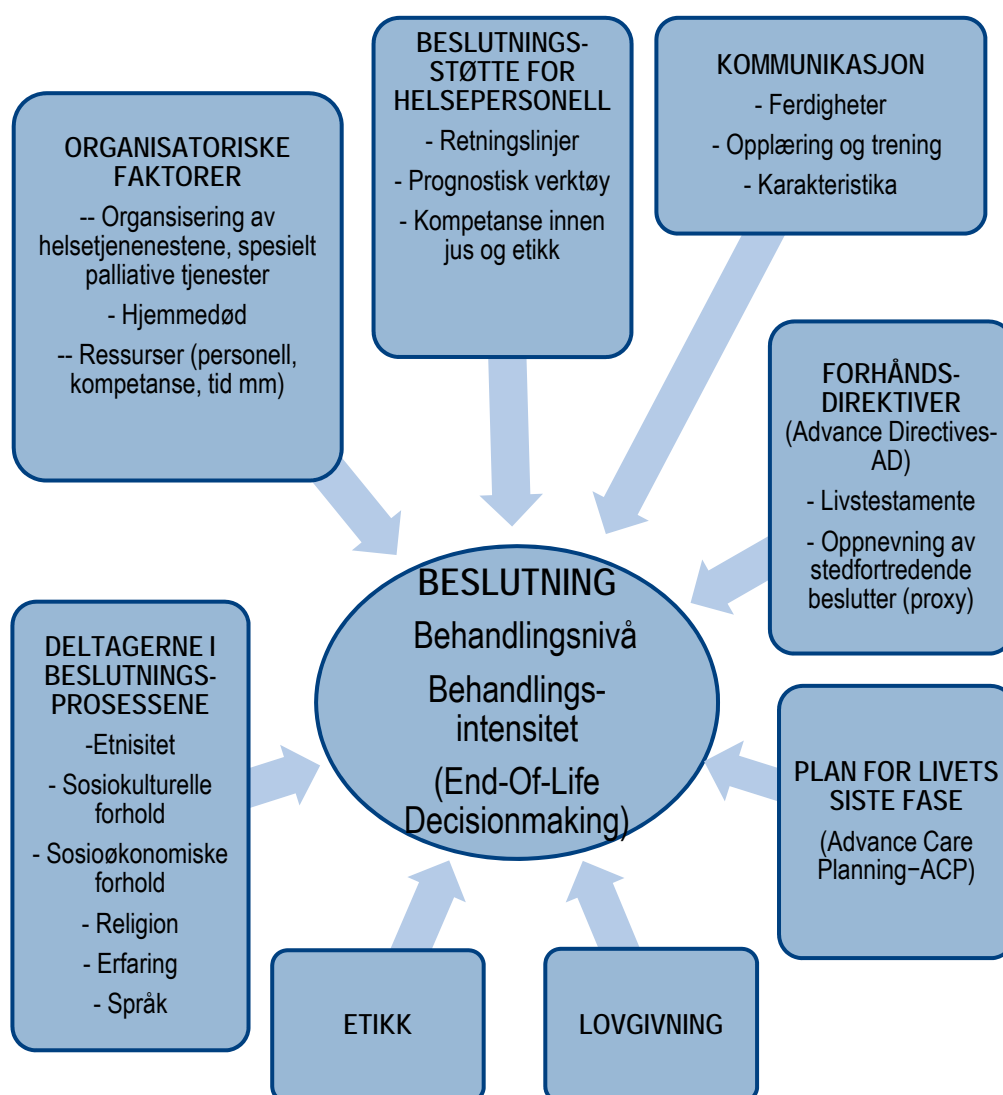 ORGANISATORISKE
FAKTORER
-- Organsisering av
helsetjenenestene, spesielt
palliative tjenester
- Hjemmedød
-- Ressurser (personell,
kompetanse, tid mm)
BESLUTNINGS-
STØTTE FOR
HELSEPERSONELL
- Retningslinjer
- Prognostisk verktøy
- Kompetanse innen
jus og etikk
KOMMUNIKASJON
- Ferdigheter
- Opplæring og trening
- Karakteristika
FORHÅNDS-
DIREKTIVER
(Advance Directives-
AD)
- Livstestamente
- Oppnevning av
stedfortredende
beslutter (proxy)
BESLUTNING
Behandlingsnivå
Behandlings-
intensitet
(End-Of-Life
Decisionmaking)
DELTAGERNE I
BESLUTNINGS-
PROSESSENE
-Etnisitet
- Sosiokulturelle
forhold
- Sosioøkonomiske
forhold
- Religion
- Erfaring
- Språk
PLAN FOR LIVETS
SISTE FASE
(Advance Care
Planning–ACP)
ETIKK
LOVGIVNING